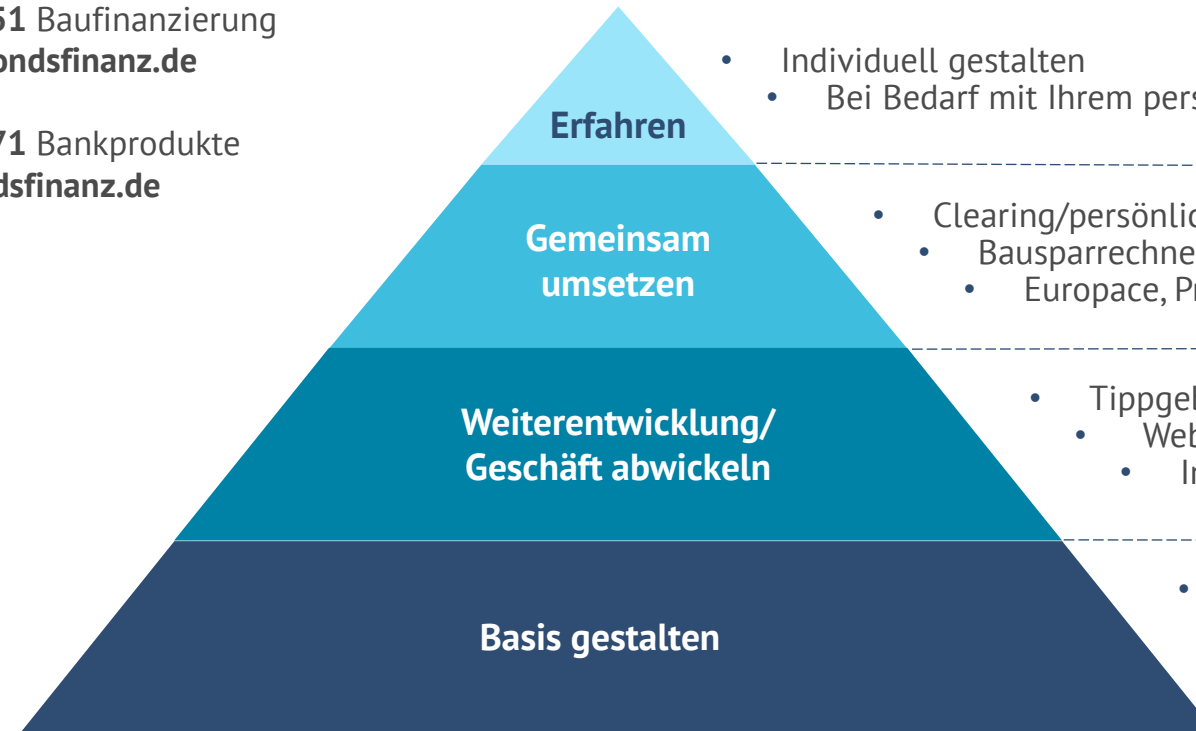 51 Baufinanzierung
ondsfinanz.de
71 Bankprodukte
dsfinanz.de
Erfahren
• Individuell gestalten
• Bei Bedarf mit Ihrem pers
Gemeinsam
umsetzen
• Clearing/persönlic
• Bausparrechne
• Europace, Pr
Weiterentwicklung/
Geschäft abwickeln
• Tippgeb
• Web
• In
Basis gestalten
•